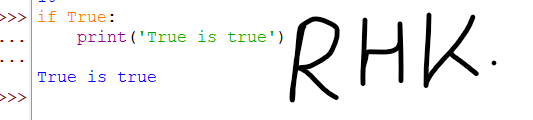 >>> if True: RHK.
... print('True is true')
...
True is true
>>>